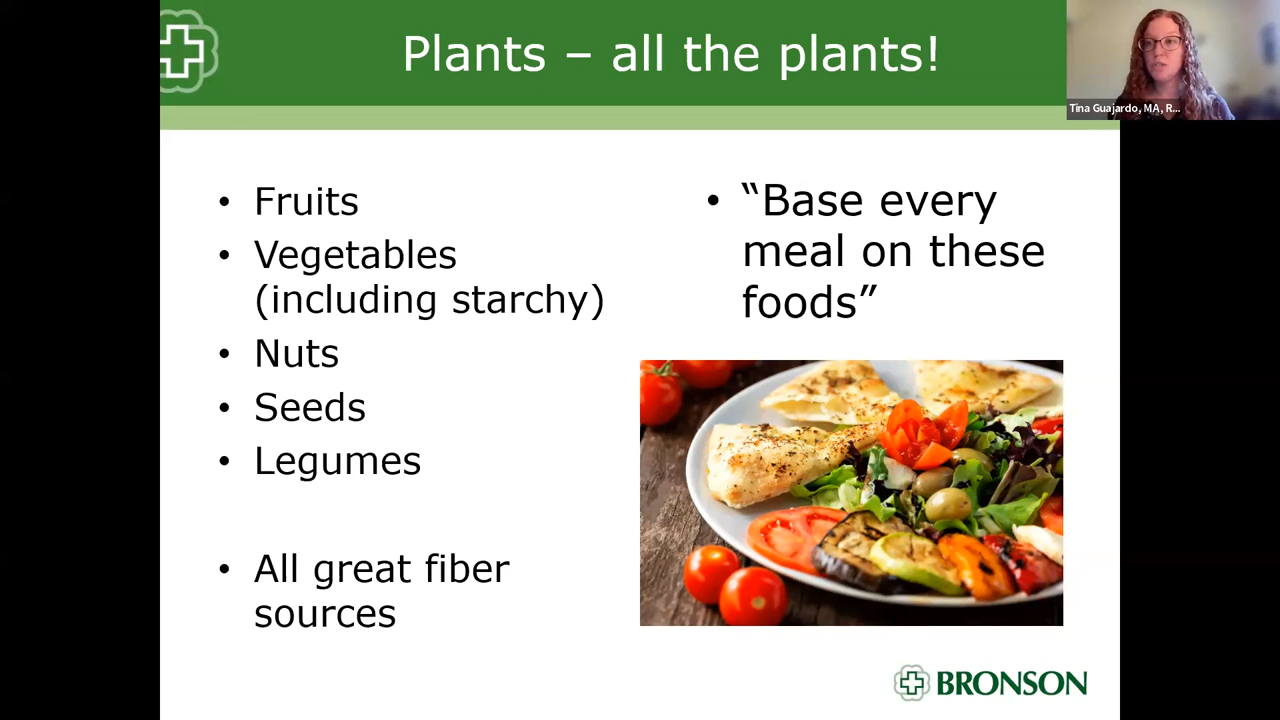 Plants – all the plants!
Tina Guajardo, MA, R...
• Fruits
• Vegetables
(including starchy)
• Nuts
• Seeds
• Legumes
• All great fiber
sources
• “Base every
meal on these
foods”
BRONSON